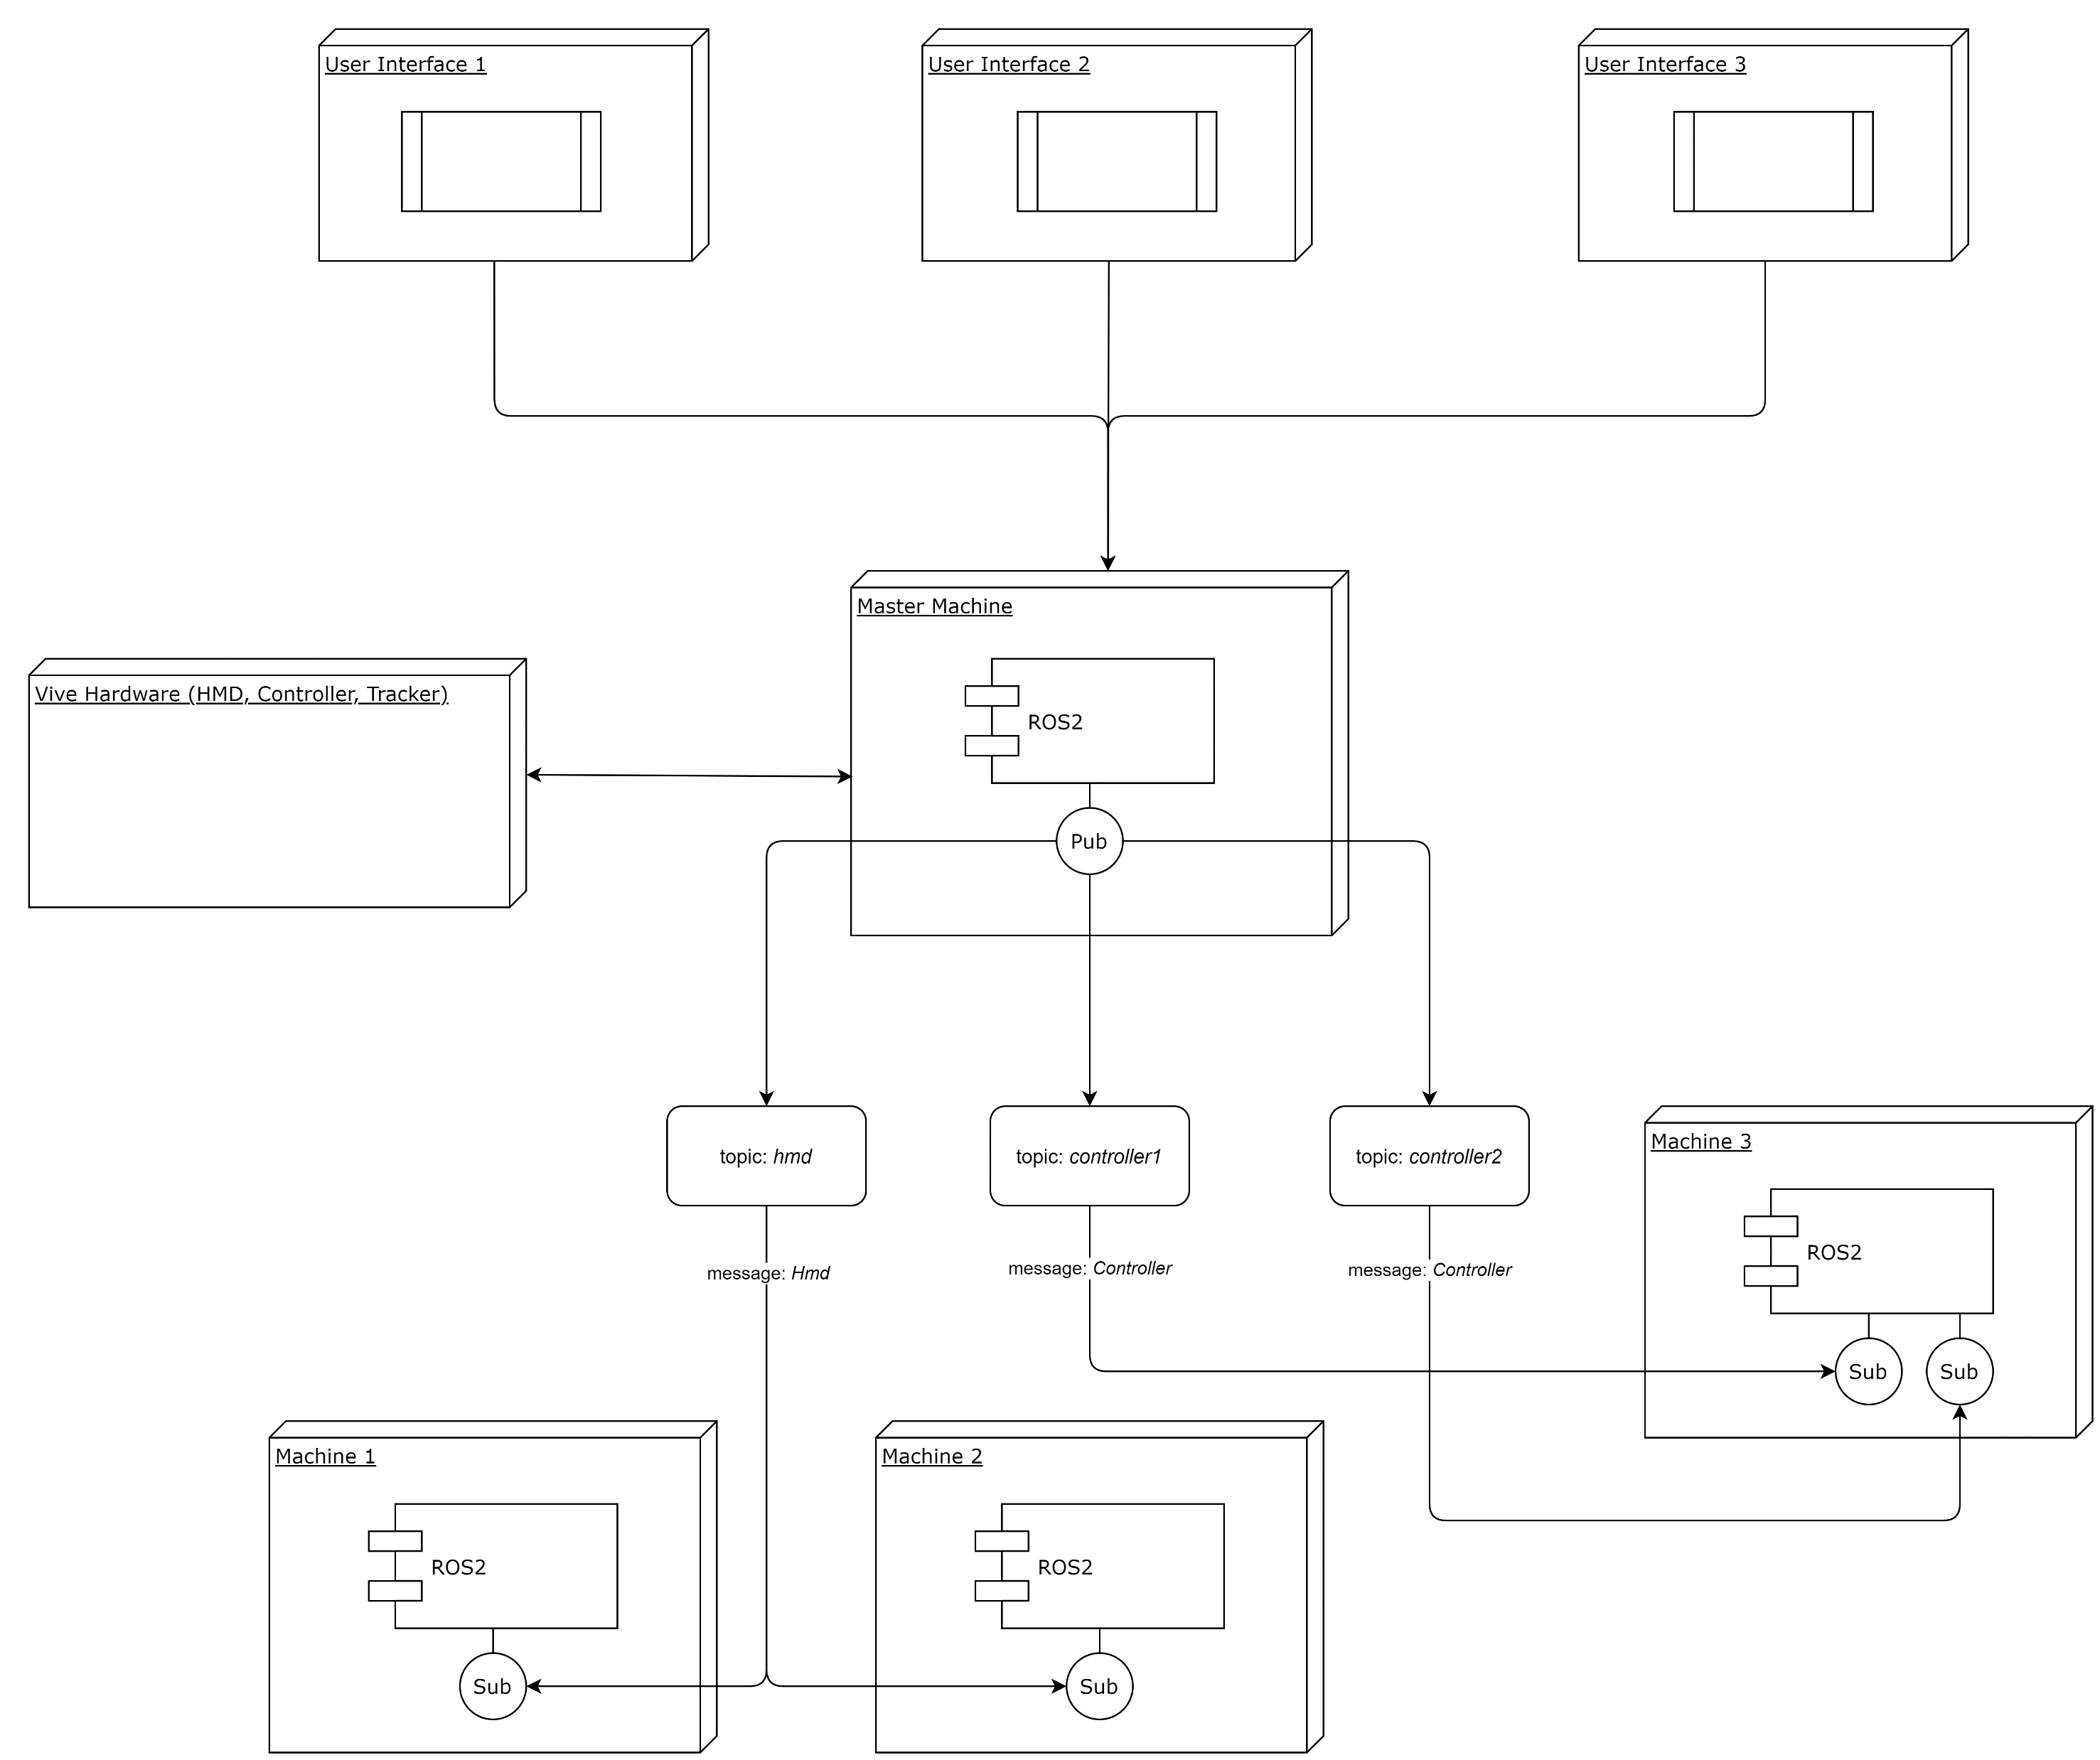 User Interface 1
User Interface 2
User Interface 3
Master Machine
ROS2
Pub
Vive Hardware (HMD, Controller, Tracker)
topic: hmd
topic: controller1
topic: controller2
message: Hmd
message: Controller
message: Controller
Machine 3
ROS2
Sub
Sub
Machine 1
ROS2
Sub
Machine 2
ROS2
Sub